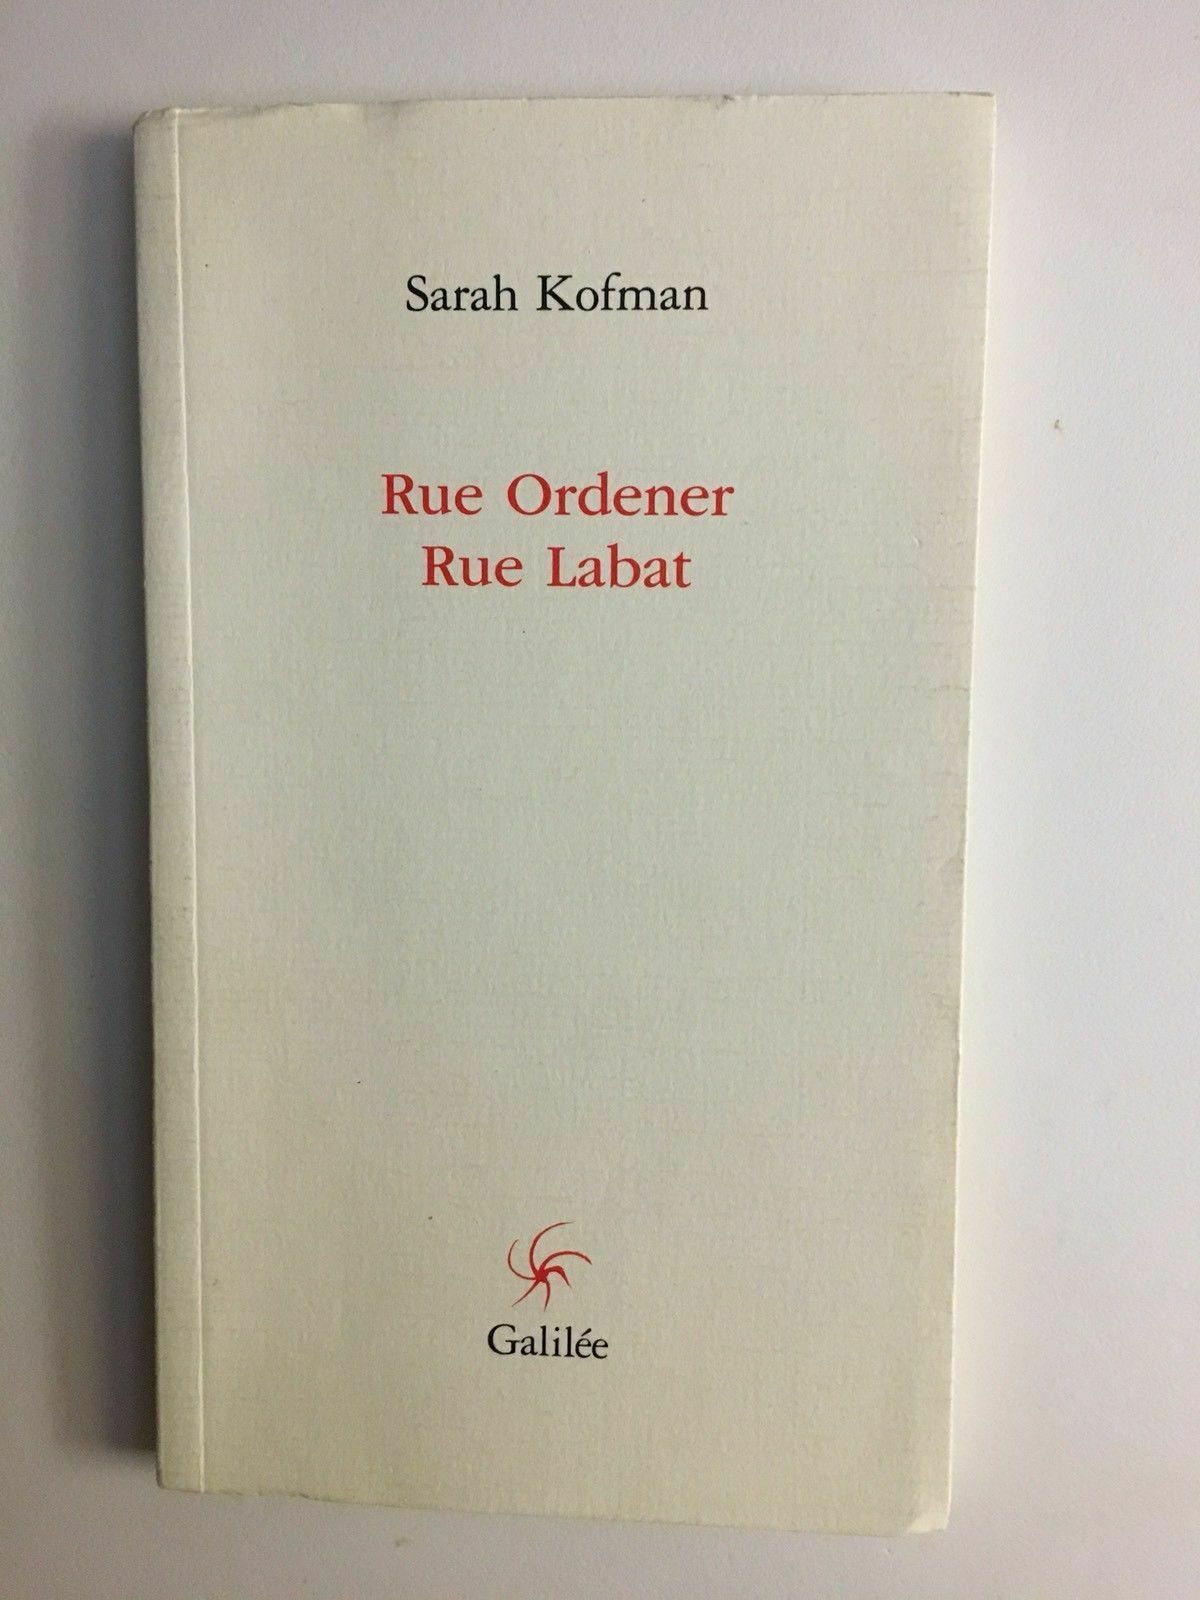 Sarah Kofman
Rue Ordener
Rue Labat
Galilée